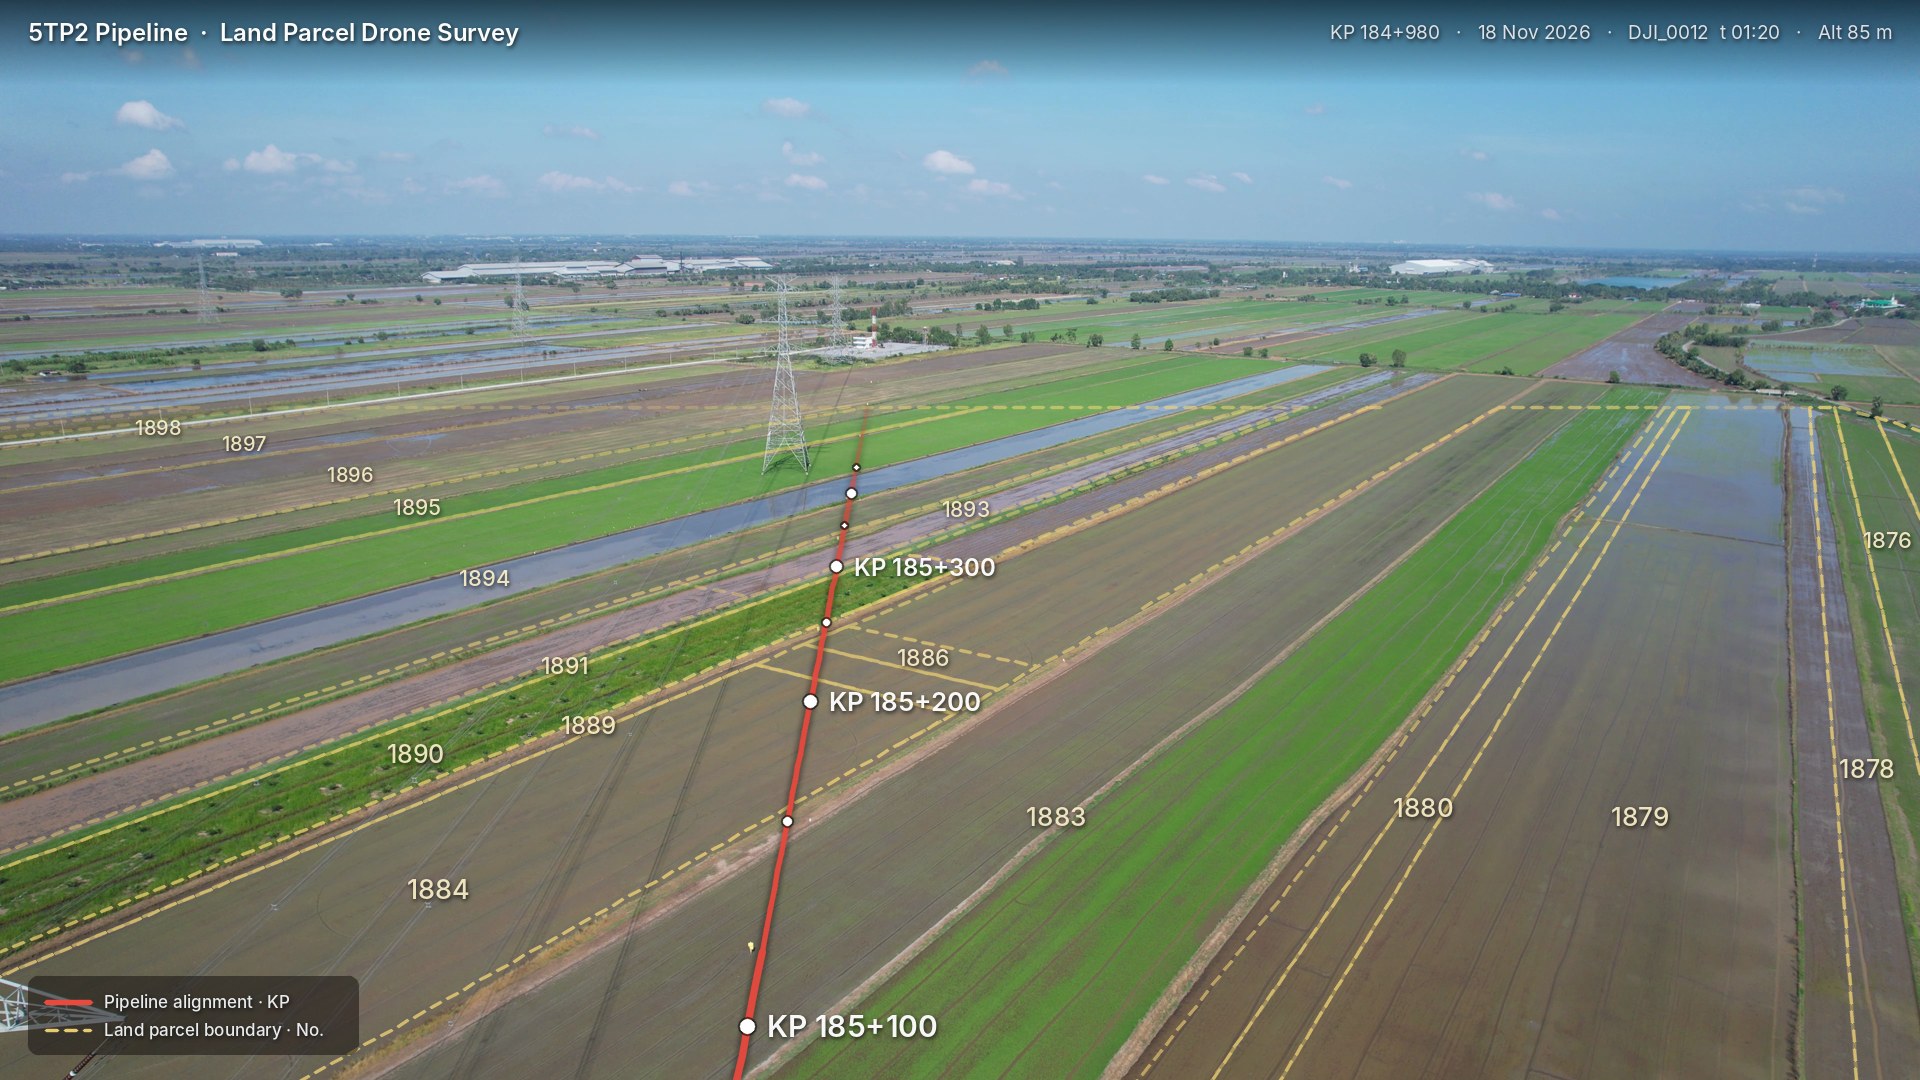 5TP2 Pipeline · Land Parcel Drone Survey
KP 184+980 · 18 Nov 2026 · DJI_0012 t 01:20 · Alt 85 m
1898
1897
1896
1895
1893
1876
KP 185+300
1894
1886
1891
KP 185+200
1889
1890
1878
1880
1883
1879
1884
Pipeline alignment · KP
Land parcel boundary · No.
KP 185+100